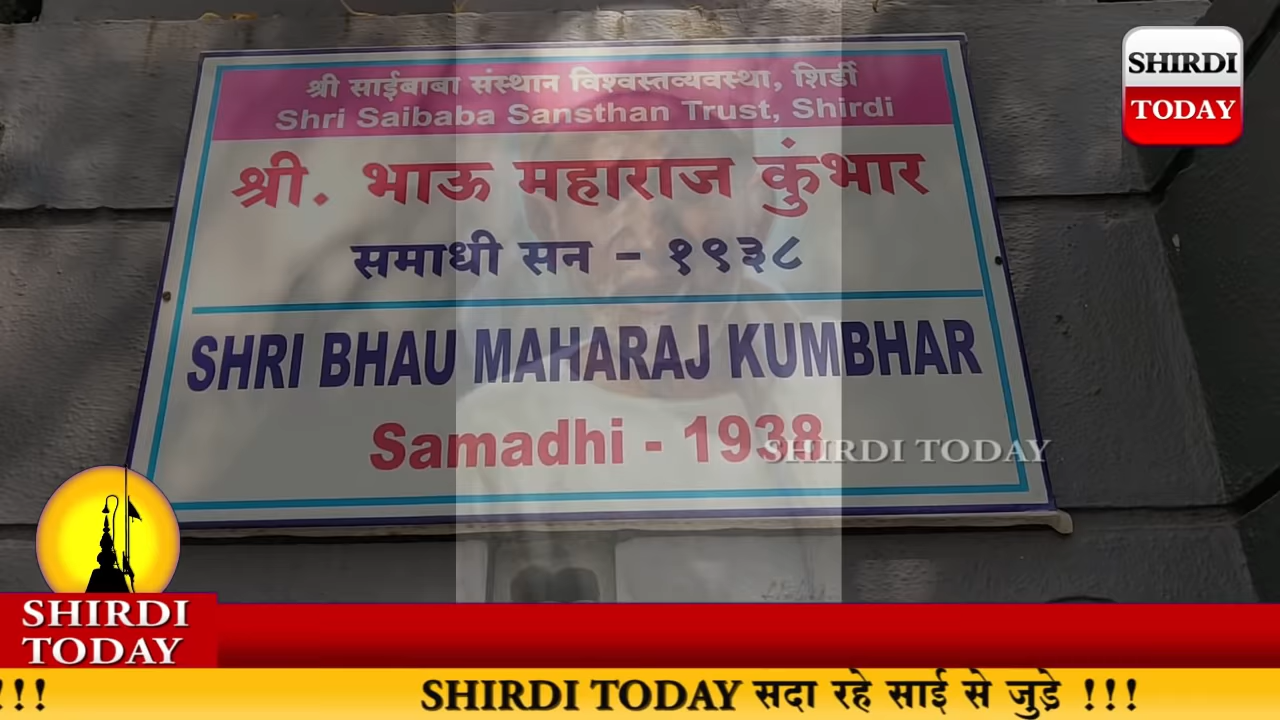 SHIRDI
TODAY
श्री साईबाबा संस्थान विश्वस्तव्यवस्था, शिर्डी
Shri Saibaba Sansthan Trust, Shirdi
श्री. भाऊ महाराज कुंभार
समाधी सन - १९३८
SHRI BHAU MAHARAJ KUMBHAR
Samadhi - 1938
SHIRDI TODAY
SHIRDI
TODAY
!!! SHIRDI TODAY सदा रहे साई से जुड़े !!!